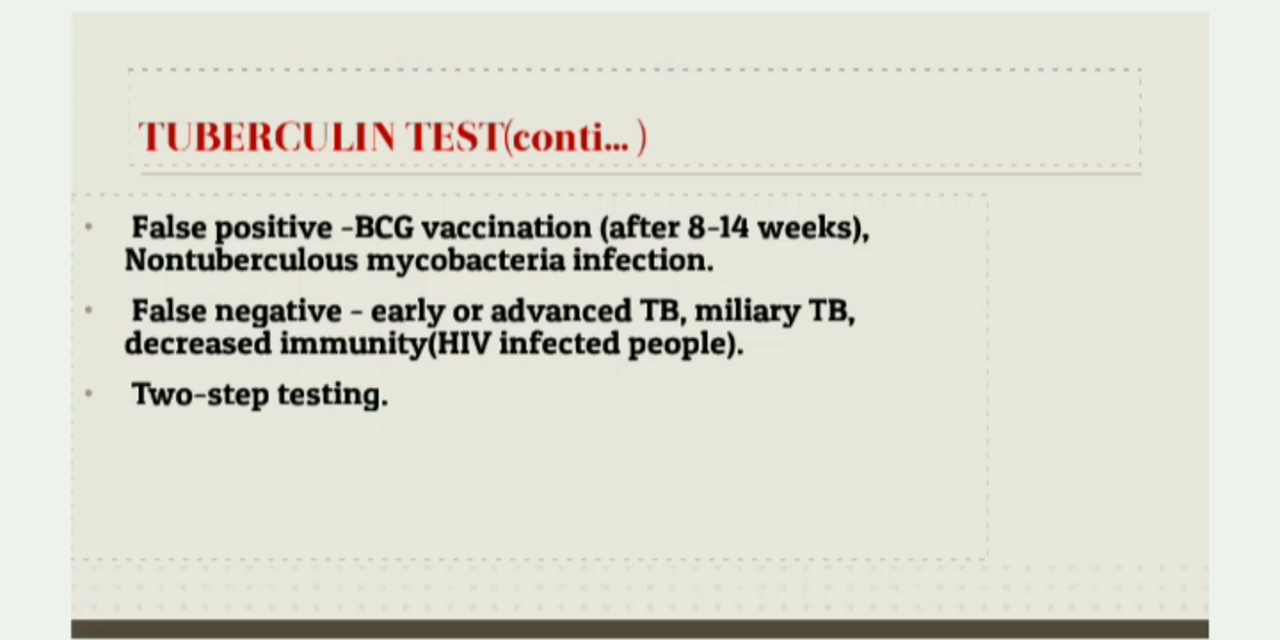 TUBERCULIN TEST(conti... )
• False positive -BCG vaccination (after 8-14 weeks),
Nontuberculous mycobacteria infection.
• False negative - early or advanced TB, miliary TB,
decreased immunity(HIV infected people).
• Two-step testing.